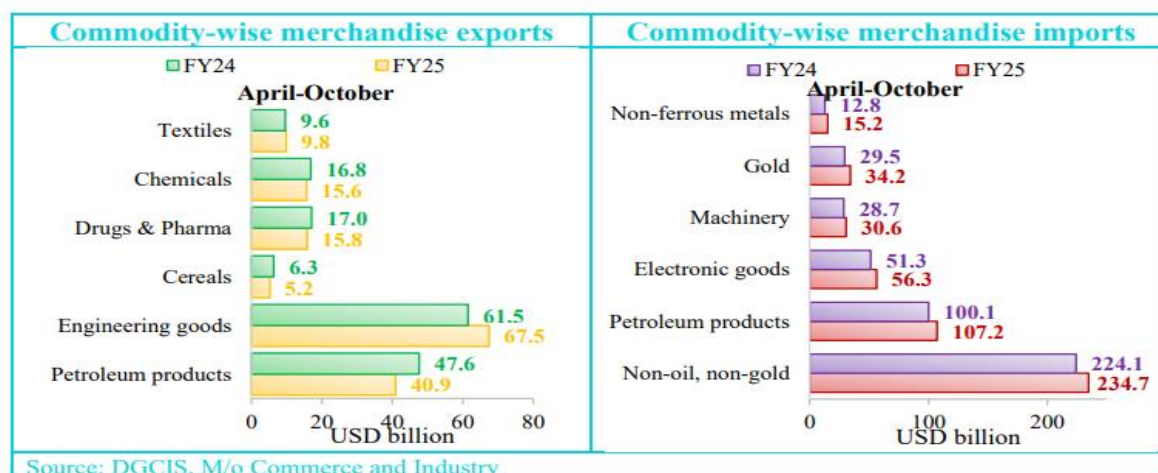 Commodity-wise merchandise exports
FY24 FY25
April-October
Textiles 9.6
9.8
Chemicals 16.8
15.6
Drugs & Pharma 17.0
15.8
Cereals 6.3
5.2
Engineering goods 61.5
67.5
Petroleum products 47.6
40.9
0 20 40 60 80
USD billion
Commodity-wise merchandise imports
FY24 FY25
April-October
Non-ferrous metals 12.8
15.2
Gold 29.5
34.2
Machinery 28.7
30.6
Electronic goods 51.3
56.3
Petroleum products 100.1
107.2
Non-oil, non-gold 224.1
234.7
0 100 200
USD billion
Source: DGCIS, M/o Commerce and Industry